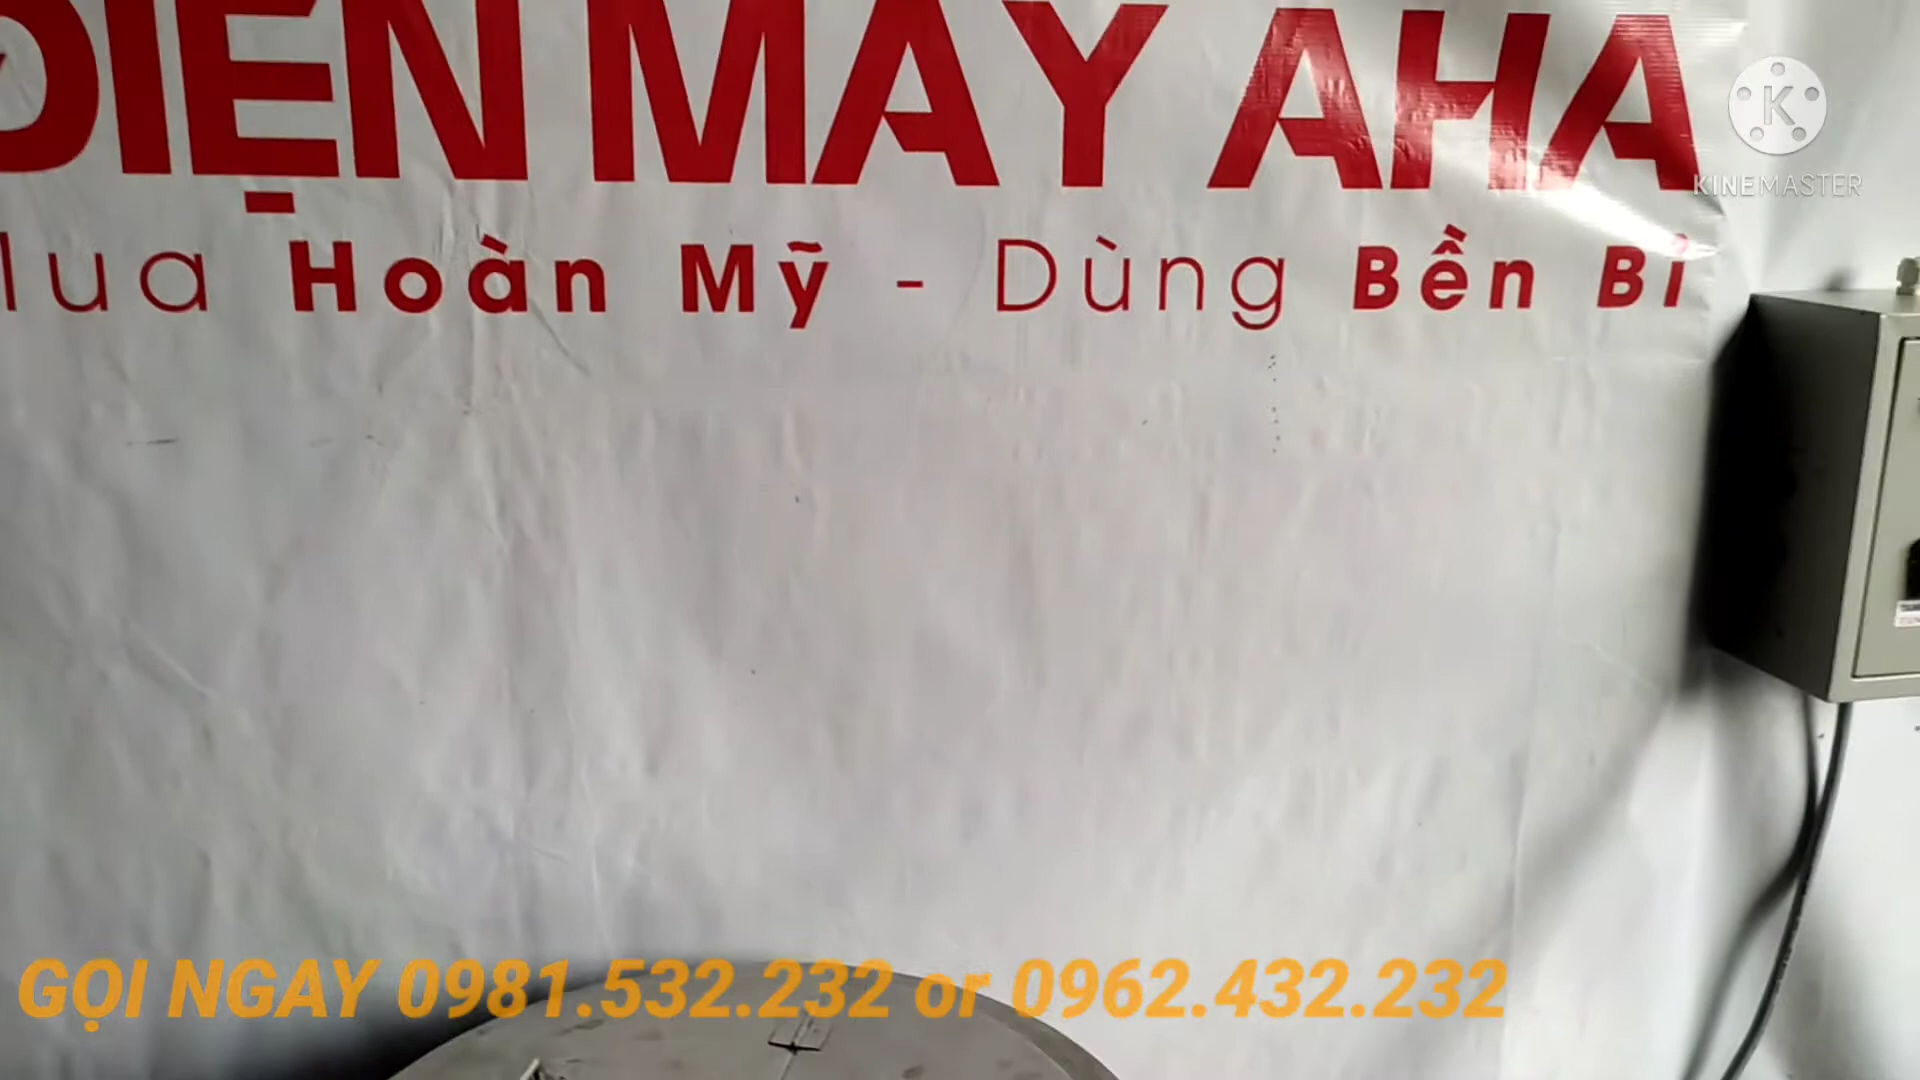 ĐIỆN MÁY AHA
KINEMASTER
Mua Hoàn Mỹ - Dùng Bền Bỉ
GỌI NGAY 0981.532.232 or 0962.432.232